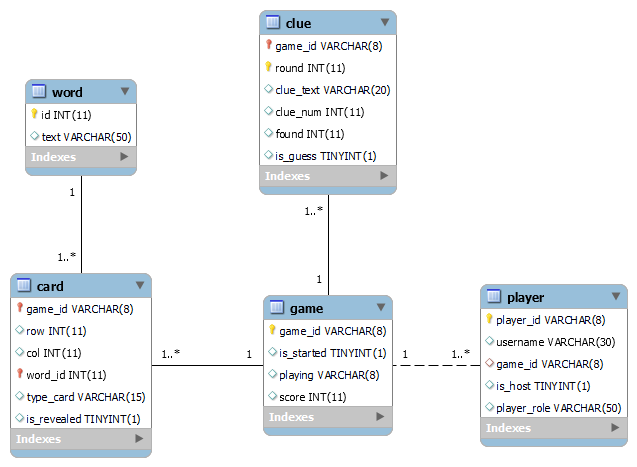 clue
game_id VARCHAR(8)
round INT(11)
clue_text VARCHAR(20)
clue_num INT(11)
found INT(11)
is_guess TINYINT(1)
Indexes
word
id INT(11)
text VARCHAR(50)
Indexes
1
1..*
1..*
1
card
game_id VARCHAR(8)
row INT(11)
col INT(11)
word_id INT(11)
type_card VARCHAR(15)
is_revealed TINYINT(1)
Indexes
1..*
1
game
game_id VARCHAR(8)
is_started TINYINT(1)
playing VARCHAR(8)
score INT(11)
Indexes
1
1..*
player
player_id VARCHAR(8)
username VARCHAR(30)
game_id VARCHAR(8)
is_host TINYINT(1)
player_role VARCHAR(50)
Indexes